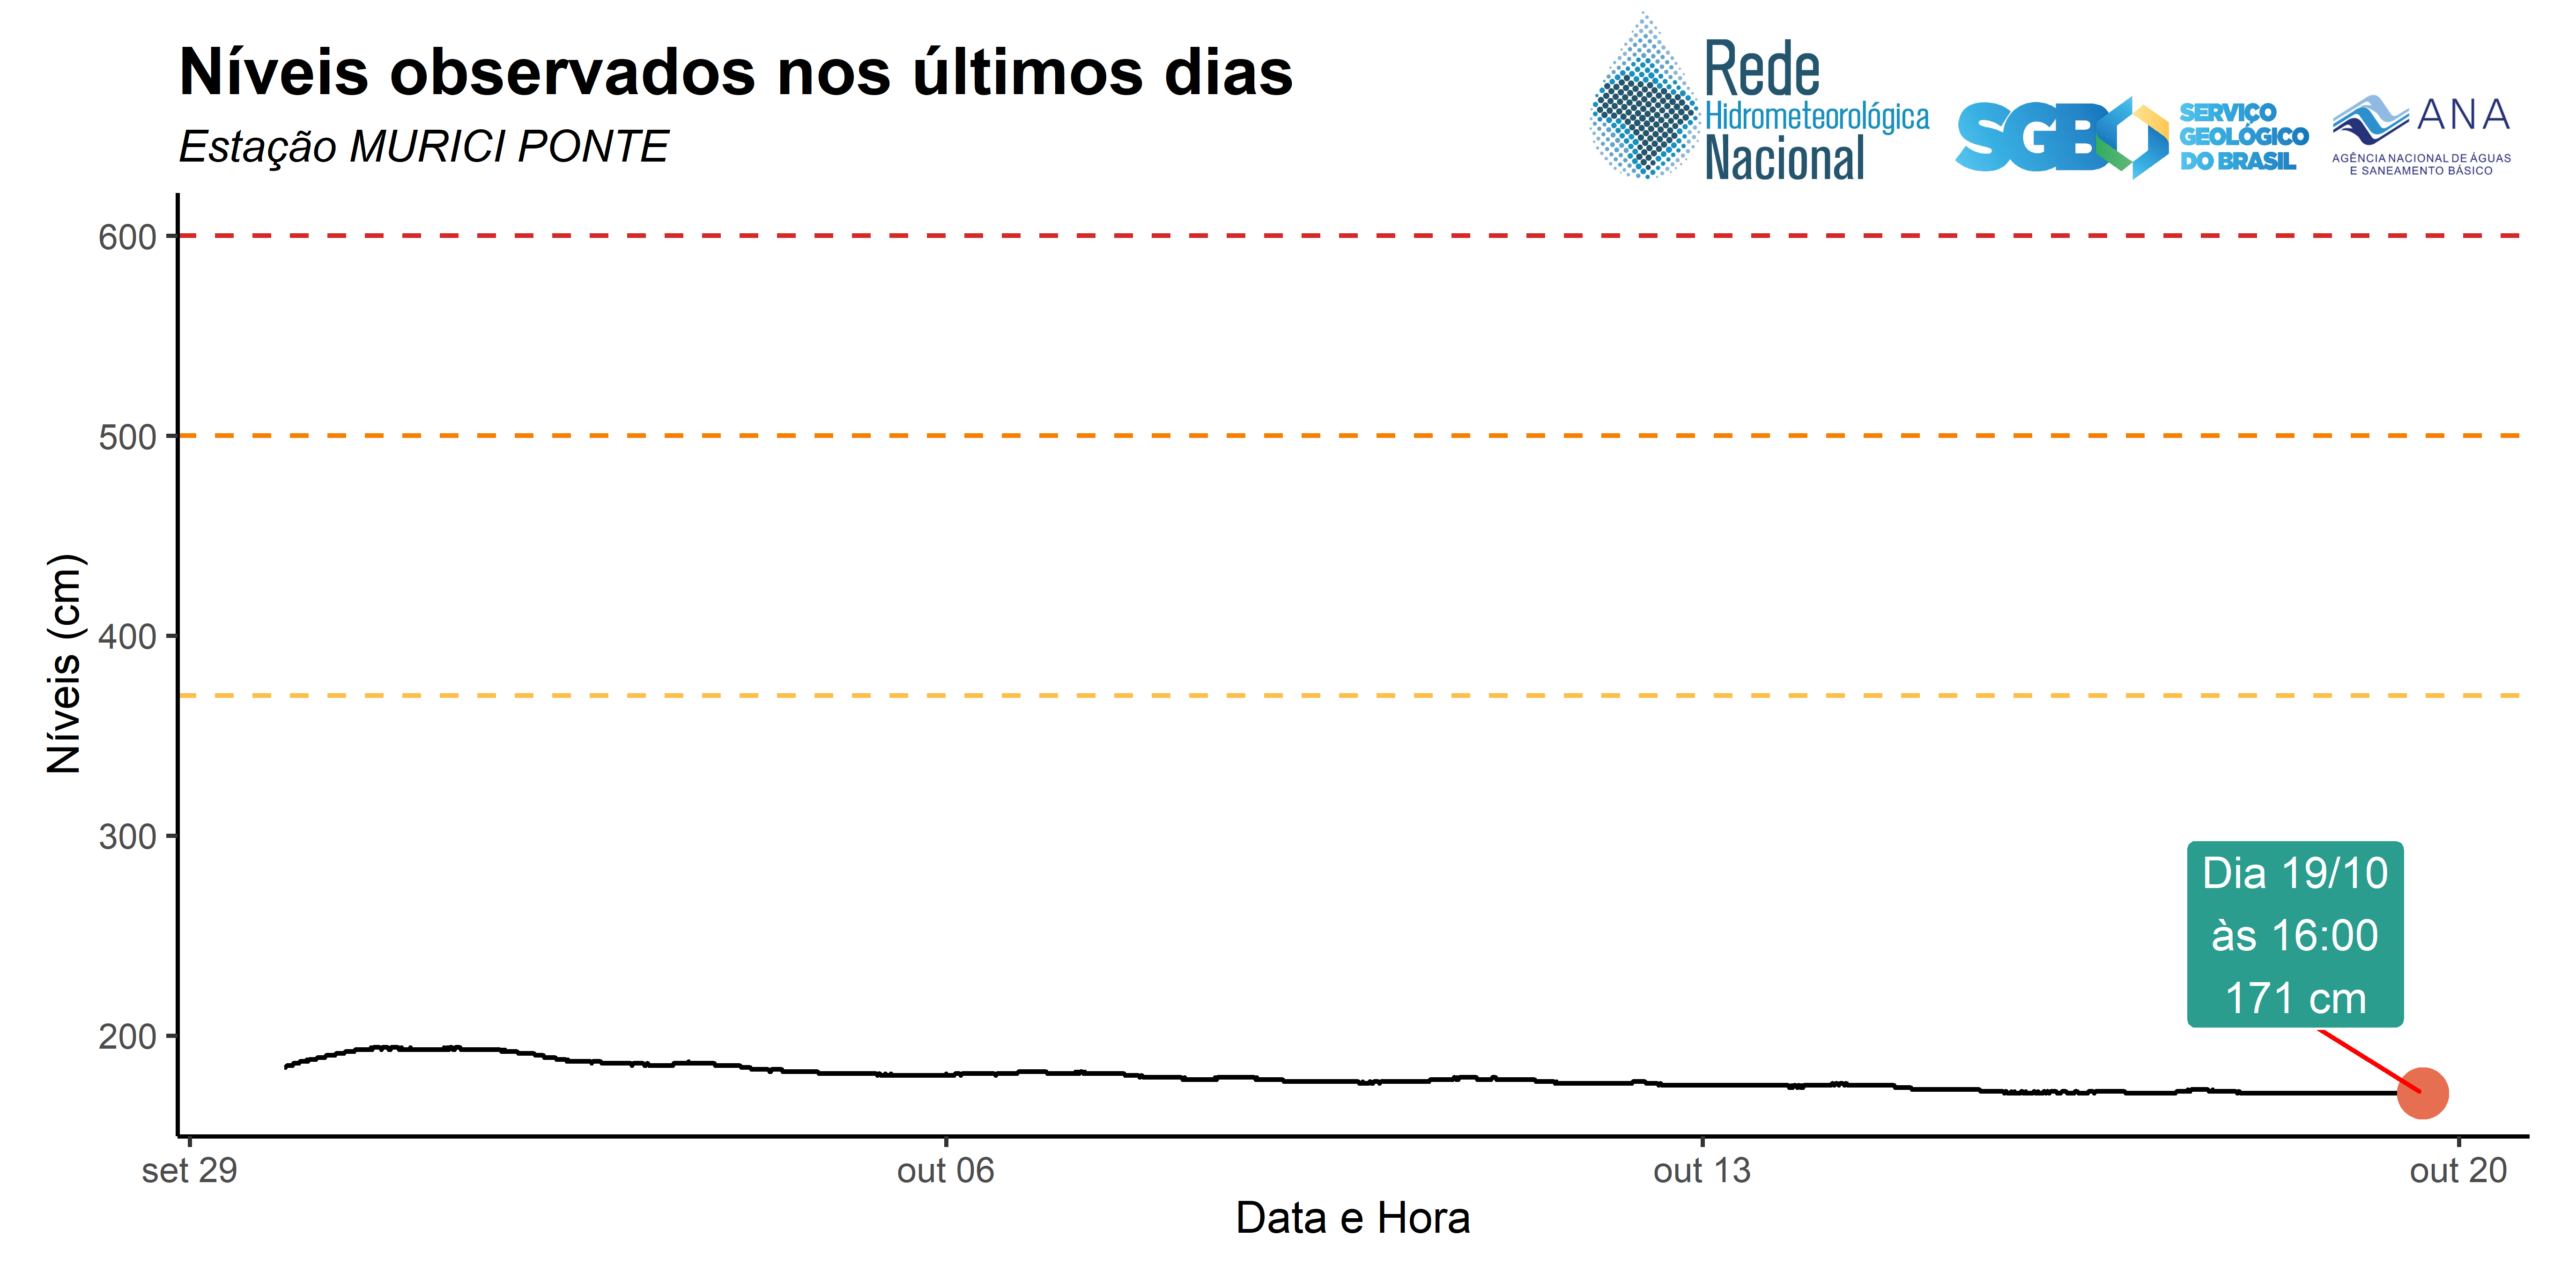 Níveis observados nos últimos dias
Estação MURICI PONTE
Rede
Hidrometeorológica
Nacional
SGB
SERVIÇO
GEOLÓGICO
DO BRASIL
ANA
AGÊNCIA NACIONAL DE ÁGUAS
E SANEAMENTO BÁSICO
Níveis (cm)
600
500
400
300
200
Dia 19/10
às 16:00
171 cm
set 29
out 06
out 13
out 20
Data e Hora